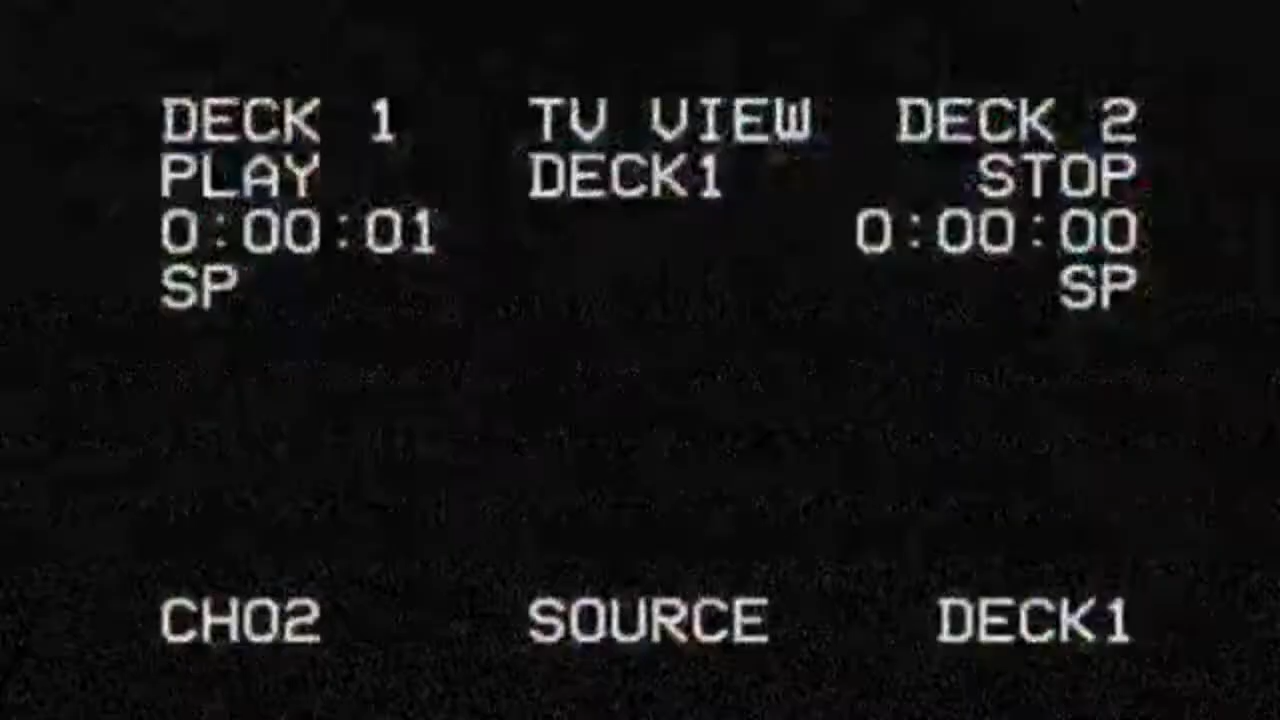 DECK 1 TV VIEW DECK 2
PLAY DECK1 STOP
0:00:01 0:00:00
SP SP
CH02 SOURCE DECK1